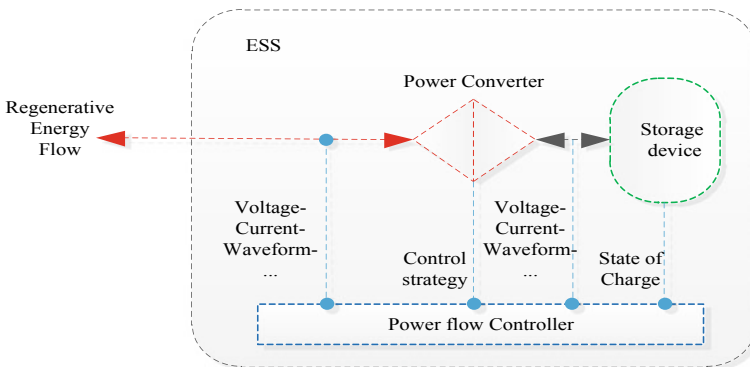 ESS
Power Converter
Regenerative
Energy
Flow
Storage
device
Voltage-
Current-
Waveform-
...
Control
strategy
Voltage-
Current-
Waveform-
...
State of
Charge
Power flow Controller